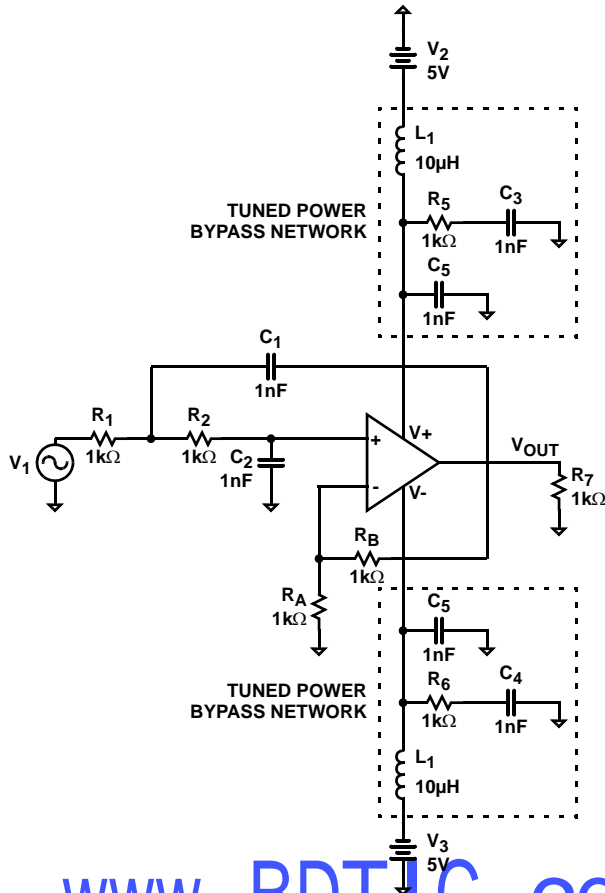 V2
5V
L1
10µH
TUNED POWER
BYPASS NETWORK
R5
1kΩ
C3
1nF
C5
1nF
C1
1nF
R1
1kΩ
R2
1kΩ
C2
1nF
V1
+
-
V+
V-
VOUT
R7
1kΩ
RB
1kΩ
RA
1kΩ
C5
1nF
TUNED POWER
BYPASS NETWORK
R6
1kΩ
C4
1nF
L1
10µH
V3
5V